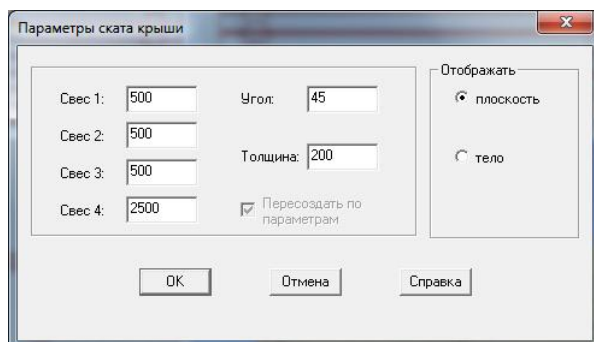 Параметры ската крыши
Отображать
Свес 1: 500 Угол: 45
плоскость
Свес 2: 500
Толщина: 200
тело
Свес 3: 500
Свес 4: 2500
Пересоздать по
параметрам
OK Отмена Справка